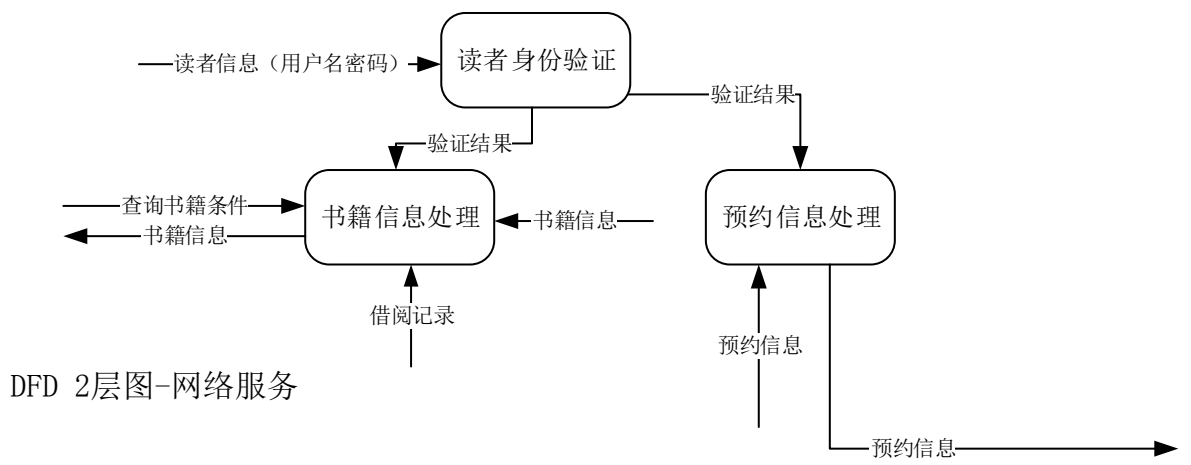 读者信息（用户名密码）
读者身份验证
验证结果
验证结果
查询书籍条件
书籍信息
书籍信息处理
书籍信息
预约信息处理
借阅记录
预约信息
DFD 2层图-网络服务
预约信息